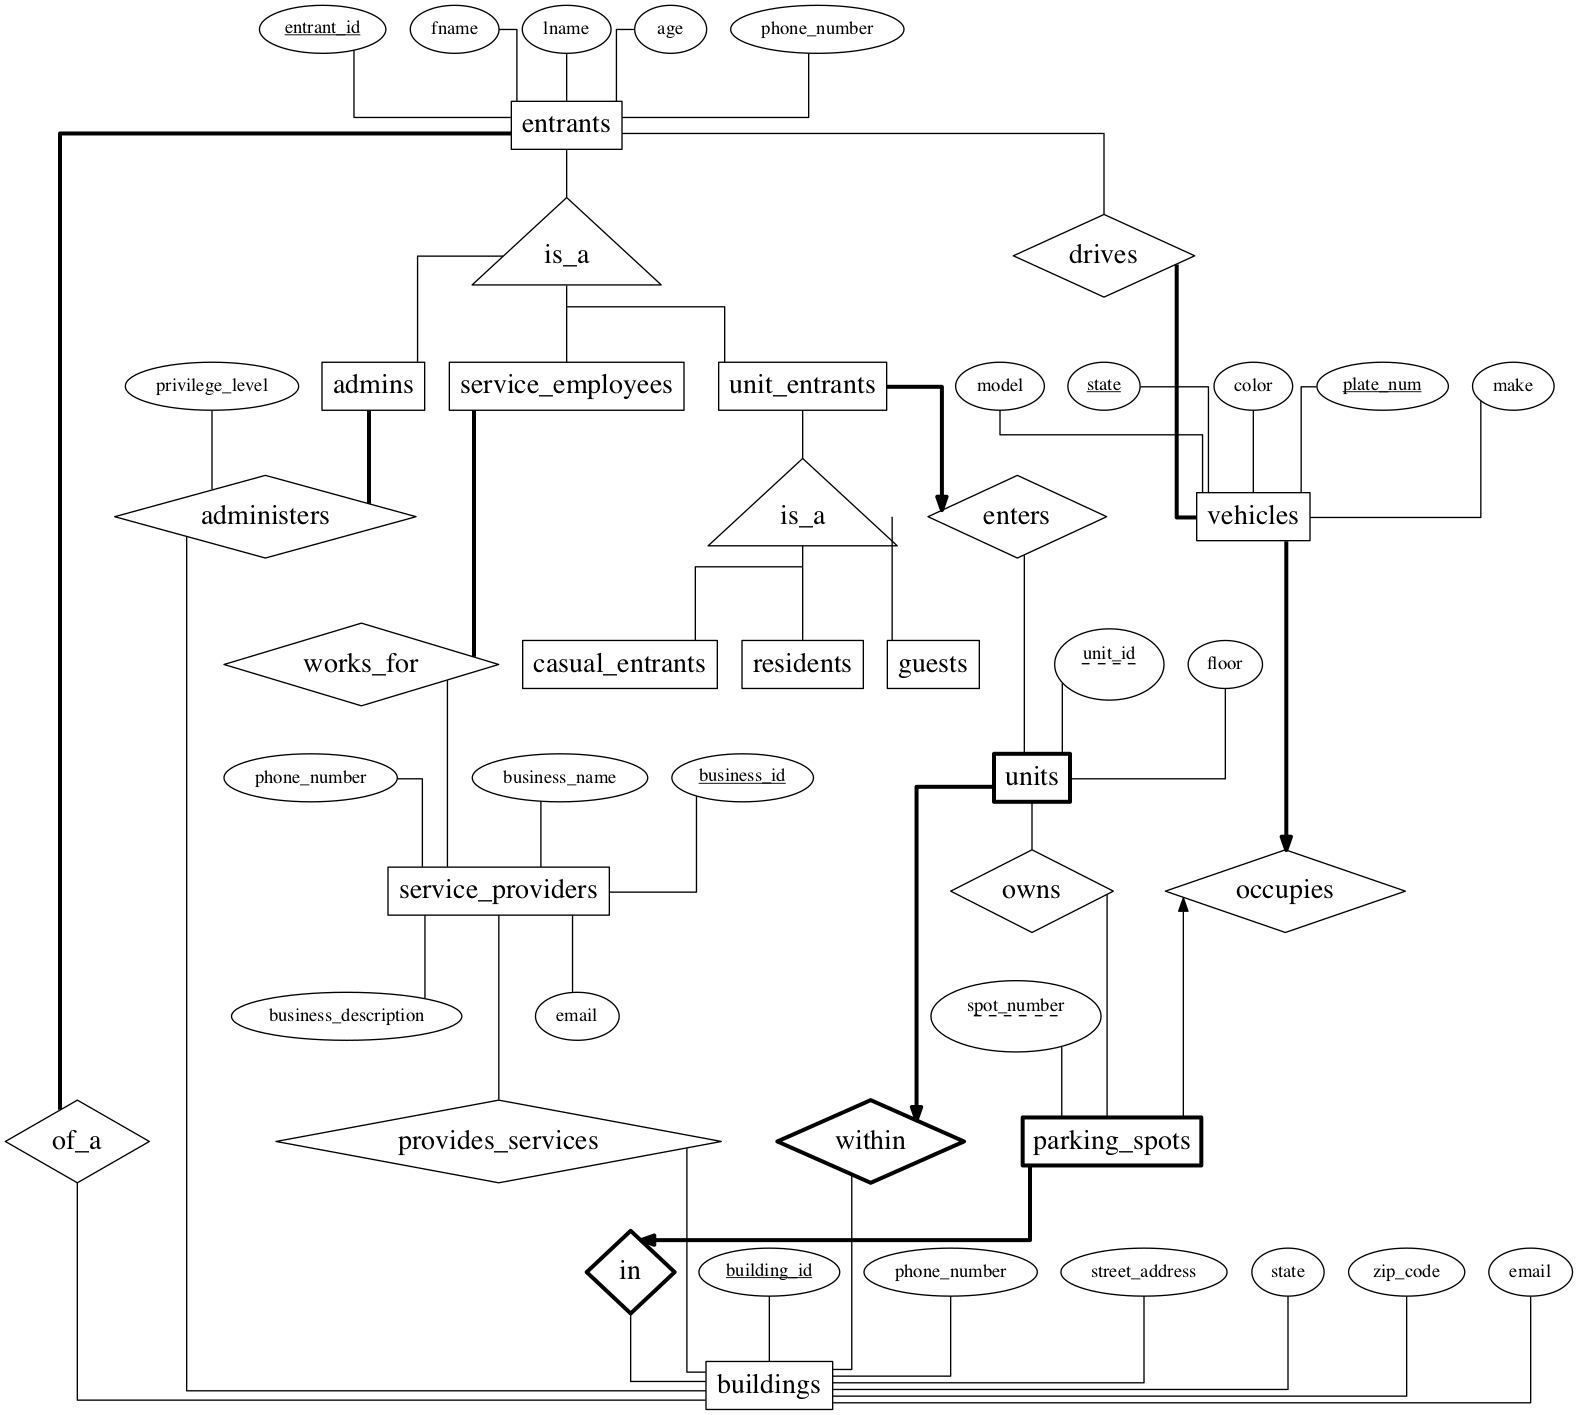 entrant_id
fname
lname
age
phone_number
entrants
is_a
drives
privilege_level
admins
service_employees
unit_entrants
model
state
color
plate_num
make
administers
is_a
enters
vehicles
works_for
casual_entrants
residents
guests
unit_id
floor
phone_number
business_name
business_id
units
service_providers
owns
occupies
business_description
email
spot_number
of_a
provides_services
within
parking_spots
in
building_id
phone_number
street_address
state
zip_code
email
buildings